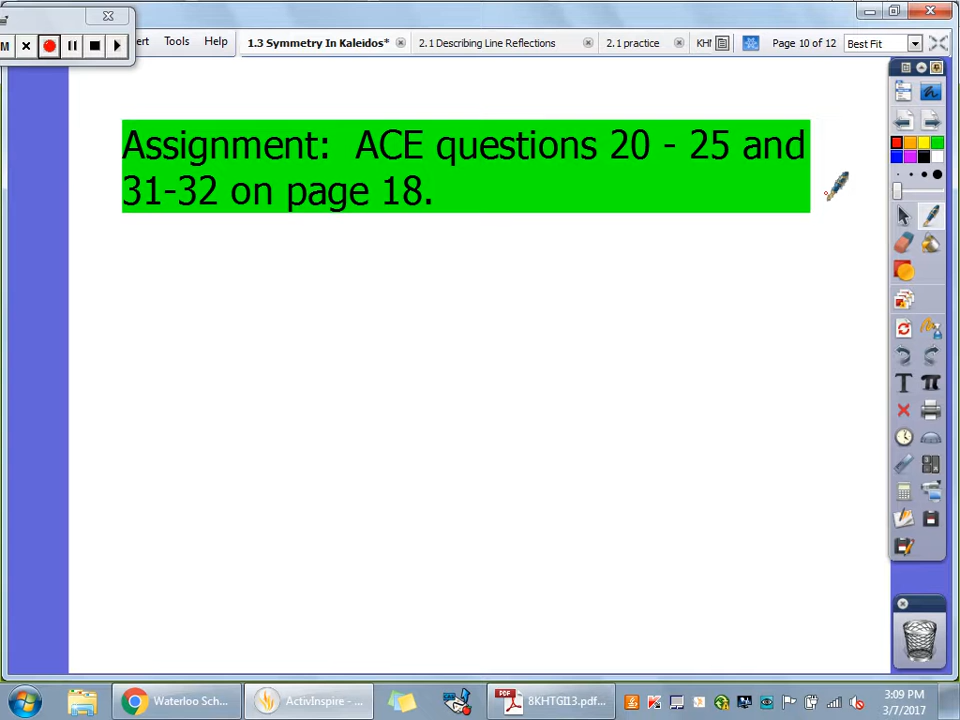 M
ert Tools Help
1.3 Symmetry In Kaleidos* 2.1 Describing Line Reflections 2.1 practice KH Page 10 of 12 Best Fit
Assignment: ACE questions 20 - 25 and
31-32 on page 18.
T π
Waterloo Sch... ActivInspire - ... PDF 8KHTGI13.pdf... 3:09 PM
3/7/2017